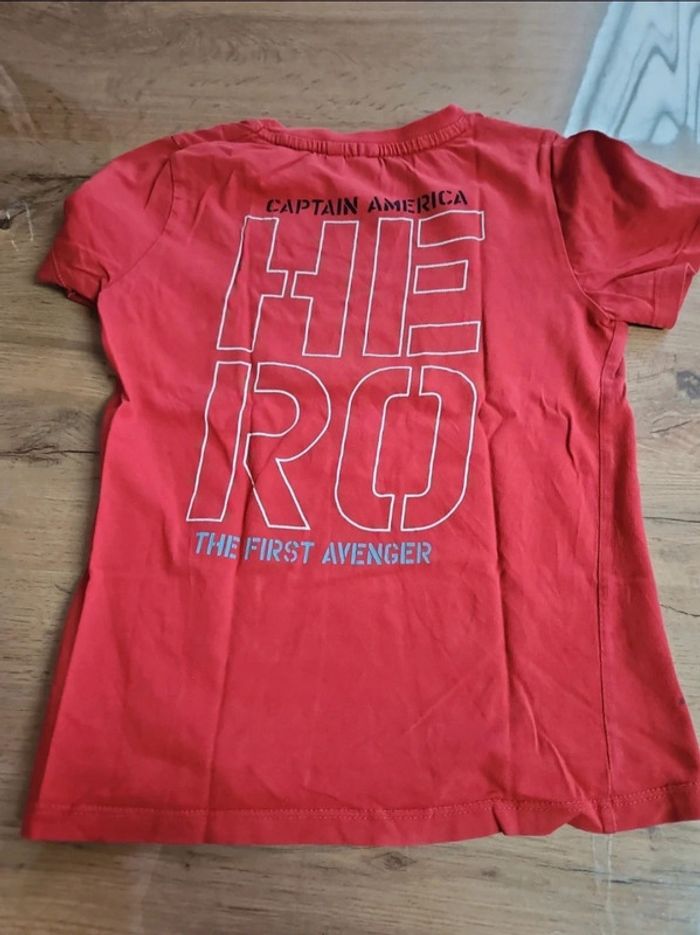 CAPTAIN AMERICA
HE
RO
THE FIRST AVENGER